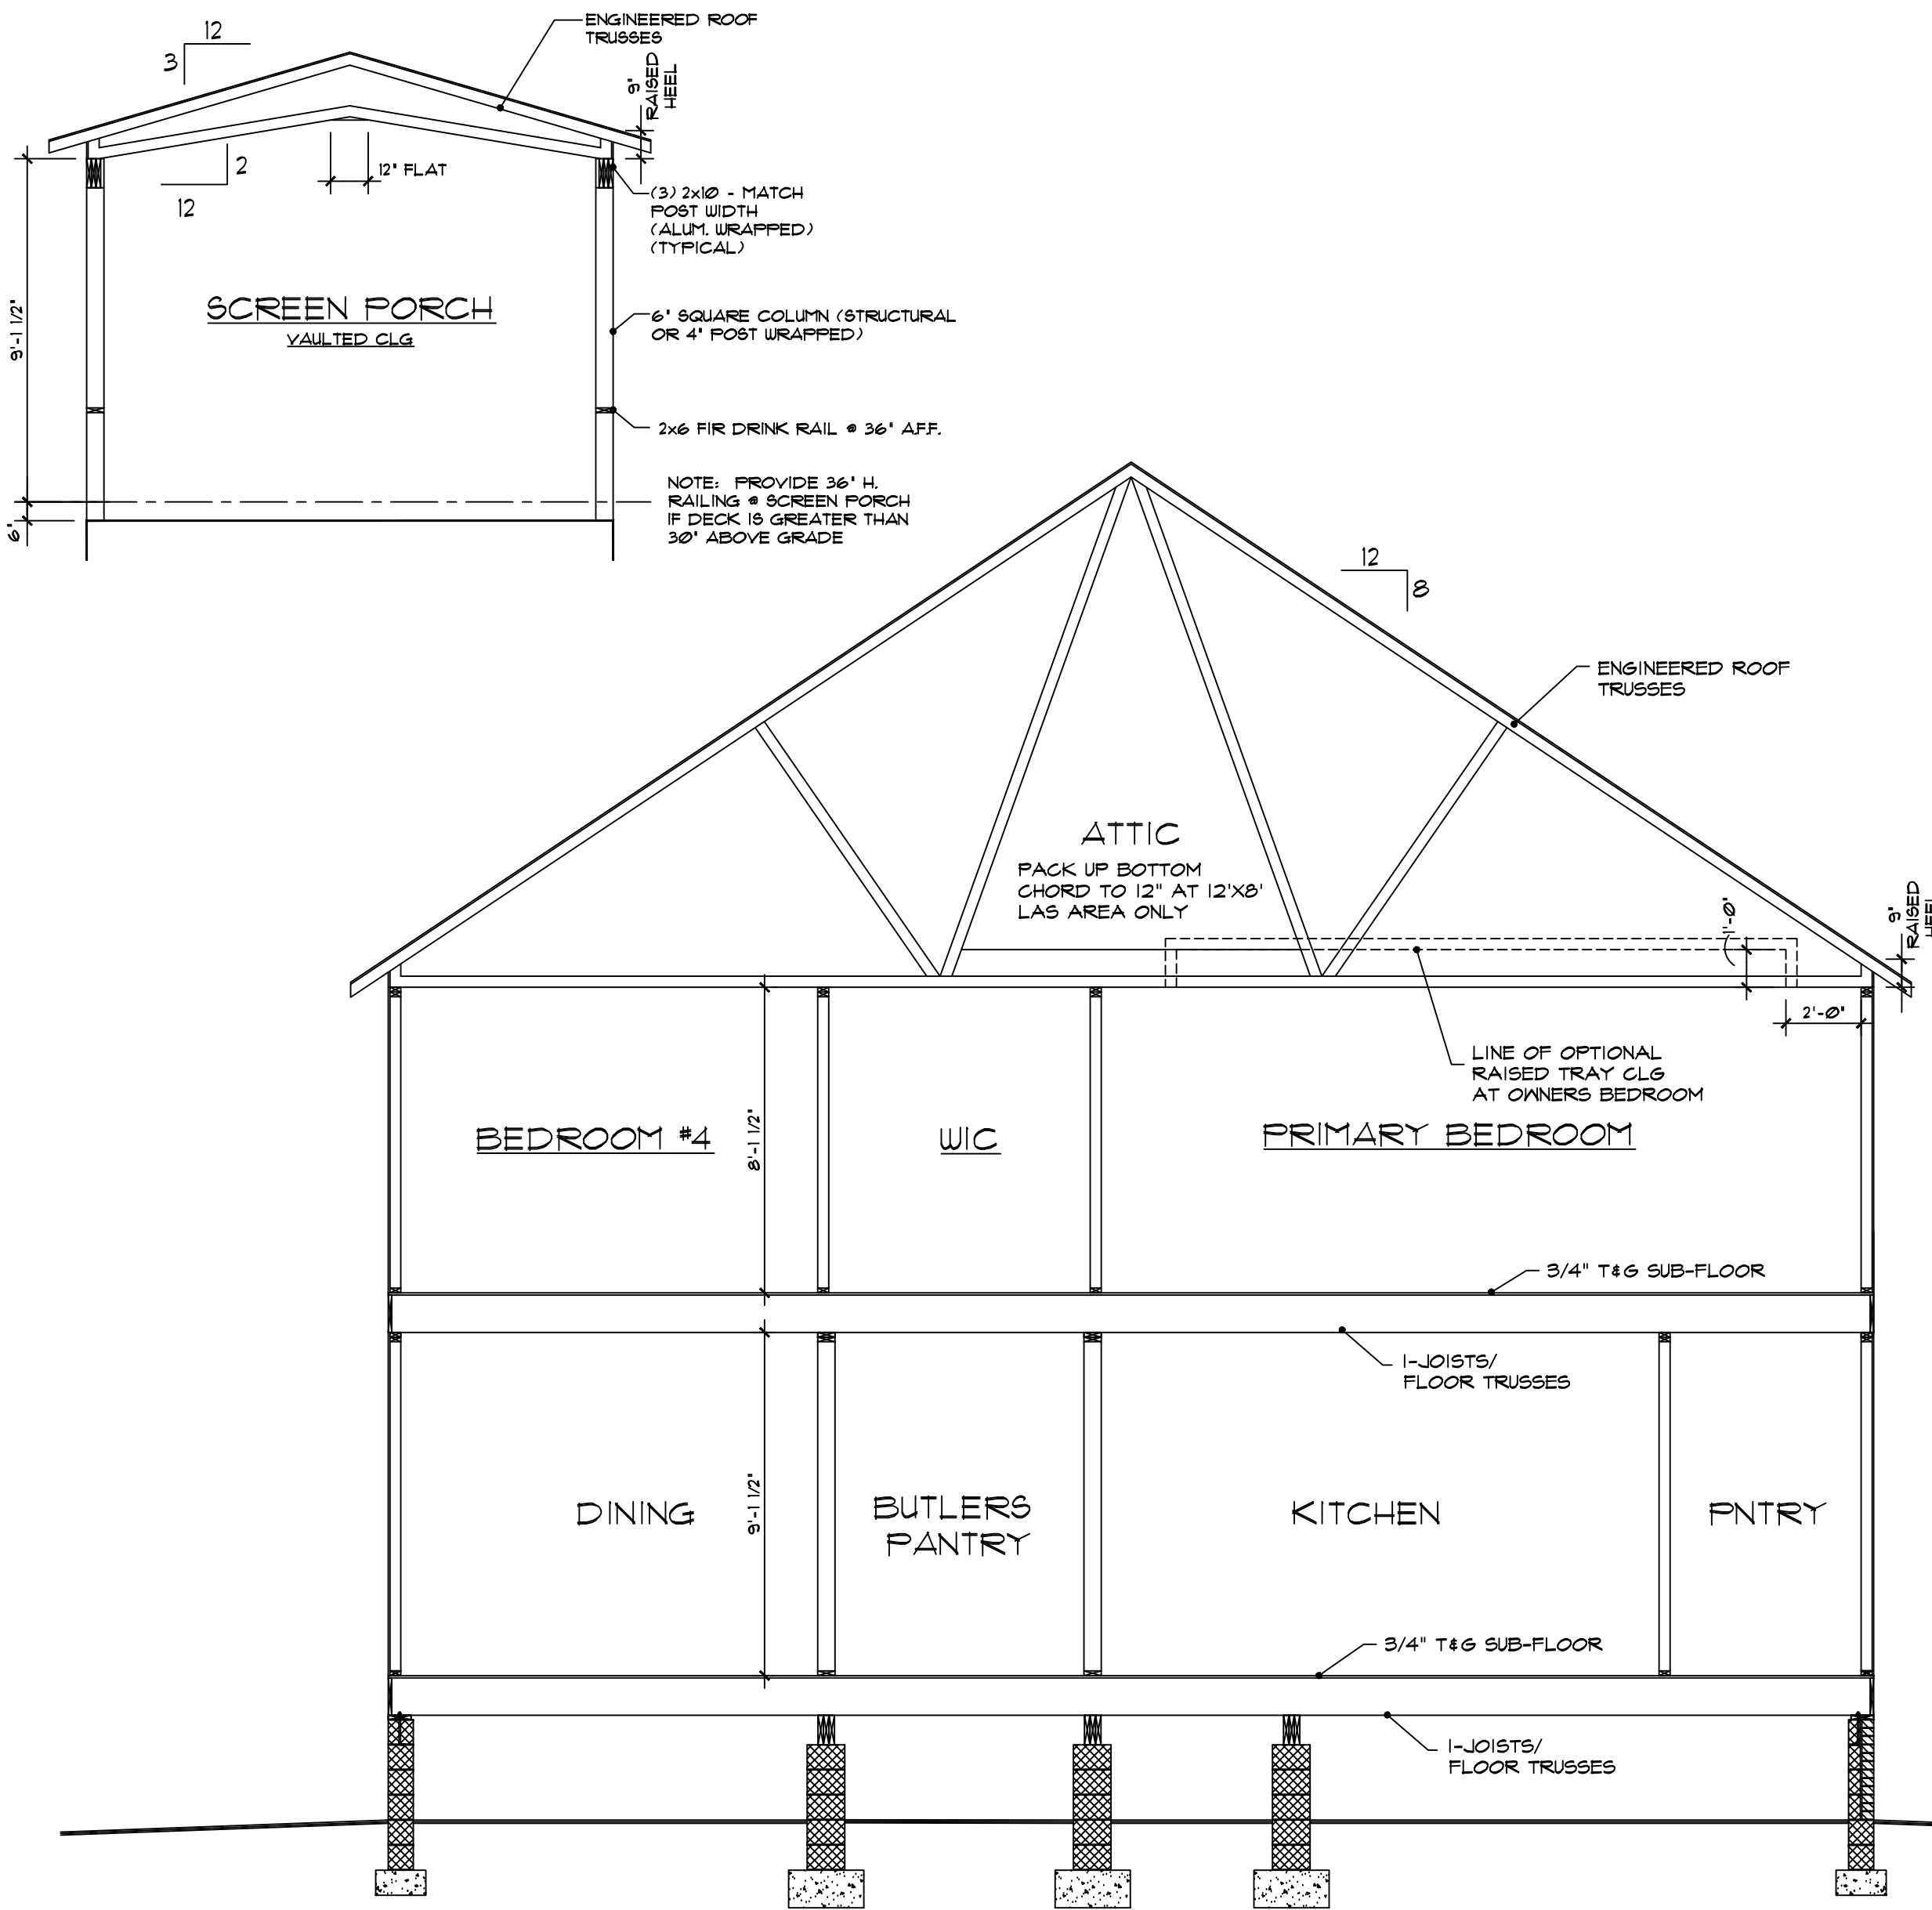 12
3
ENGINEERED ROOF
TRUSSES
9"
RAISED
HEEL
2
12
12" FLAT
(3) 2x10 - MATCH
POST WIDTH
(ALUM. WRAPPED)
(TYPICAL)
9'-1 1/2"
SCREEN PORCH
VAULTED CLG
6" SQUARE COLUMN (STRUCTURAL
OR 4" POST WRAPPED)
2x6 FIR DRINK RAIL @ 36" A.F.F.
NOTE: PROVIDE 36" H.
RAILING @ SCREEN PORCH
IF DECK IS GREATER THAN
30" ABOVE GRADE
6"
12
8
ENGINEERED ROOF
TRUSSES
ATTIC
PACK UP BOTTOM
CHORD TO 12" AT 12'X8'
LAS AREA ONLY
1'-0"
9"
RAISED
HEEL
2'-0"
LINE OF OPTIONAL
RAISED TRAY CLG
AT OWNERS BEDROOM
BEDROOM #4
8'-1 1/2"
WIC
PRIMARY BEDROOM
3/4" T&G SUB-FLOOR
I-JOISTS/
FLOOR TRUSSES
DINING
9'-1 1/2"
BUTLERS
PANTRY
KITCHEN
PNTRY
3/4" T&G SUB-FLOOR
I-JOISTS/
FLOOR TRUSSES